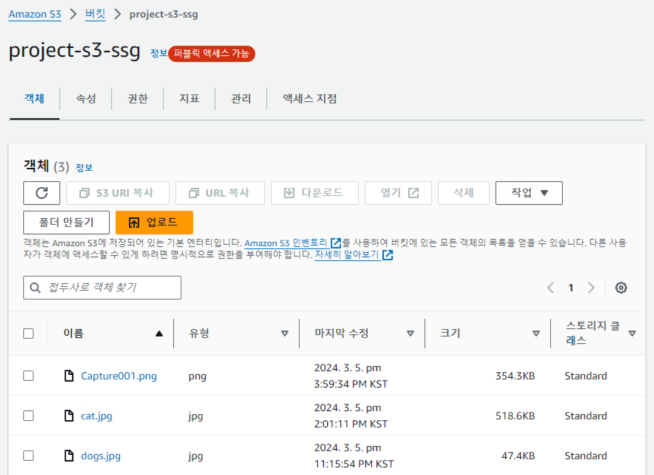 Amazon S3 > 버킷 > project-s3-ssg
project-s3-ssg 정보 퍼블릭 액세스 가능
객체 속성 권한 지표 관리 액세스 지점
객체 (3) 정보
S3 URI 복사 URL 복사 다운로드 열기 삭제 작업
폴더 만들기 업로드
객체는 Amazon S3에 저장되어 있는 기본 엔터티입니다. Amazon S3 인벤토리를 사용하여 버킷에 있는 모든 객체의 목록을 얻을 수 있습니다. 다른 사용
자가 객체에 액세스할 수 있게 하려면 명시적으로 권한을 부여해야 합니다. 자세히 알아보기
접두사로 객체 찾기 1
이름 유형 마지막 수정 크기 스토리지 클
래스
Capture001.png png 2024. 3. 5. pm 354.3KB Standard
3:59:34 PM KST
cat.jpg jpg 2024. 3. 5. pm 518.6KB Standard
2:01:11 PM KST
dogs.jpg jpg 2024. 3. 5. pm 47.4KB Standard
11:15:54 PM KST